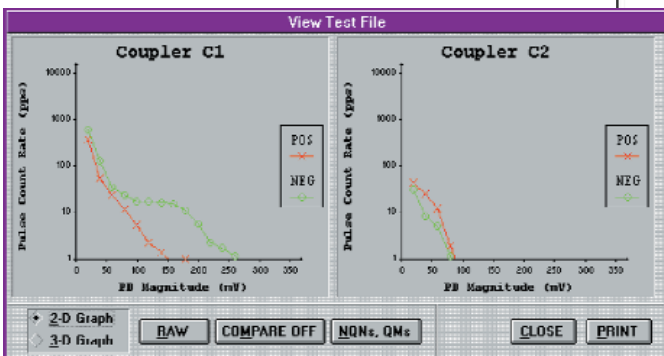 View Test File
Coupler C1
Pulse Count Rate (pps)
10000
1000
100
10
1
0 50 100 150 200 250 300 350
PD Magnitude (mV)
POS
NEG
Coupler C2
Pulse Count Rate (pps)
10000
1000
100
10
1
0 50 100 150 200 250 300 350
PD Magnitude (mV)
POS
NEG
2-D Graph
3-D Graph
RAW
COMPARE OFF
NQNs, QMs
CLOSE
PRINT